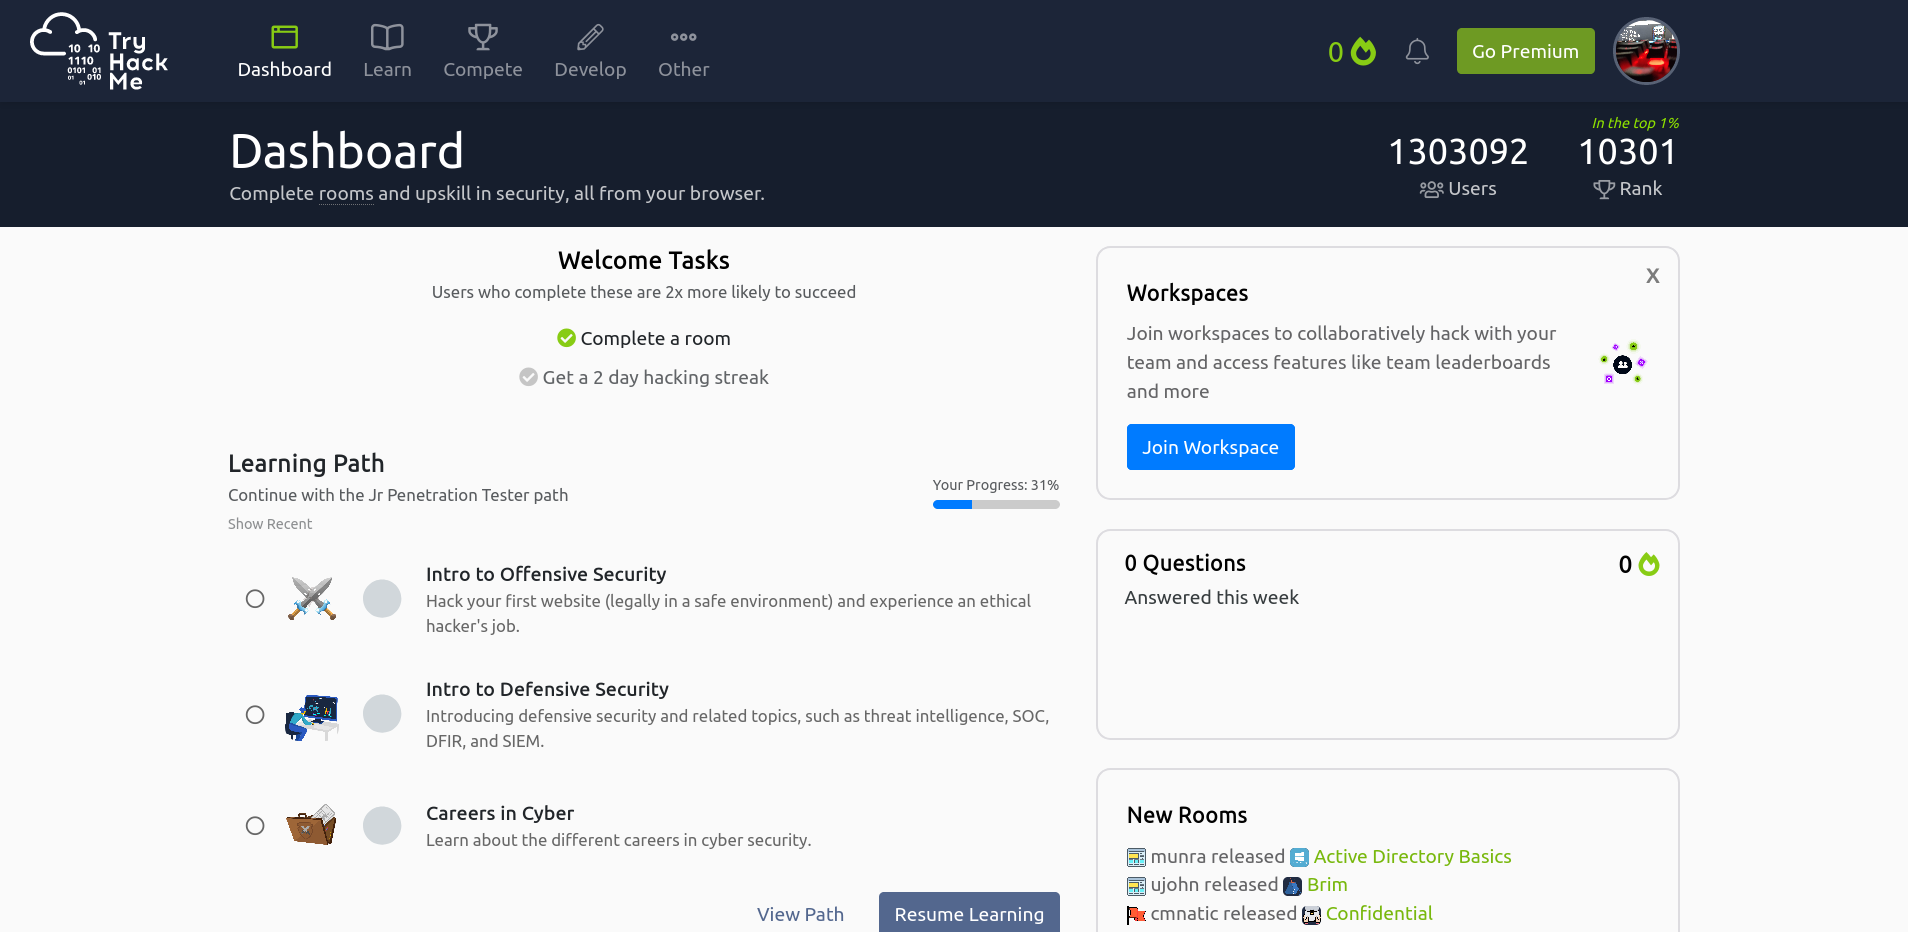 10 10
1110
0101 01
01 010
01
Try
Hack
Me
Dashboard
Learn
Compete
Develop
Other
0
Go Premium
Dashboard
Complete rooms and upskill in security, all from your browser.
1303092
Users
In the top 1%
10301
Rank
Welcome Tasks
Users who complete these are 2x more likely to succeed
Complete a room
Get a 2 day hacking streak
Learning Path
Continue with the Jr Penetration Tester path
Show Recent
Your Progress: 31%
Intro to Offensive Security
Hack your first website (legally in a safe environment) and experience an ethical
hacker's job.
Intro to Defensive Security
Introducing defensive security and related topics, such as threat intelligence, SOC,
DFIR, and SIEM.
Careers in Cyber
Learn about the different careers in cyber security.
View Path
Resume Learning
X
Workspaces
Join workspaces to collaboratively hack with your
team and access features like team leaderboards
and more
Join Workspace
0 Questions
0
Answered this week
New Rooms
munra released Active Directory Basics
ujohn released Brim
cmnatic released Confidential